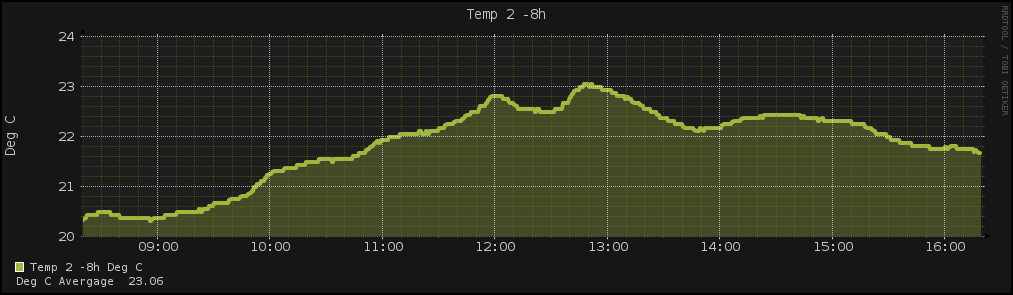 Temp 2 -8h
RRDTOOL / TOBI OETIKER
Deg C
24
23
22
21
20
09:00 10:00 11:00 12:00 13:00 14:00 15:00 16:00
Temp 2 -8h Deg C
Deg C Avergage 23.06